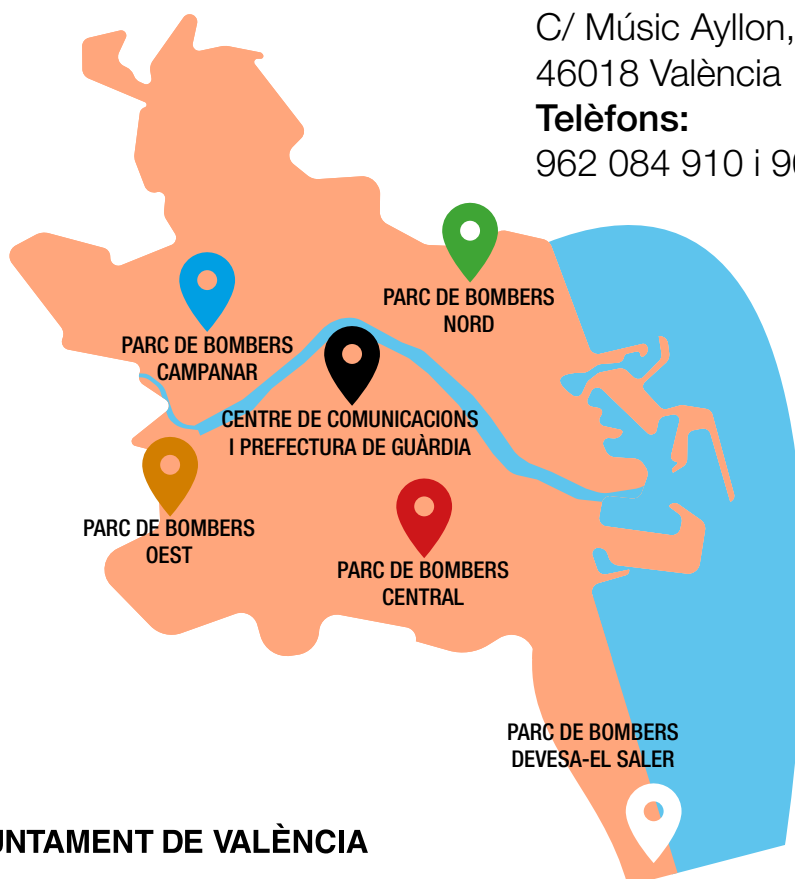 C/ Músic Ayllon,
46018 València
Telèfons:
962 084 910 i
PARC DE BOMBERS
NORD
PARC DE BOMBERS
CAMPANAR
CENTRE DE COMUNICACIONS
I PREFECTURA DE GUÀRDIA
PARC DE BOMBERS
OEST
PARC DE BOMBERS
CENTRAL
PARC DE BOMBERS
DEVESA-EL SALER
UNTAMENT DE VALÈNCIA